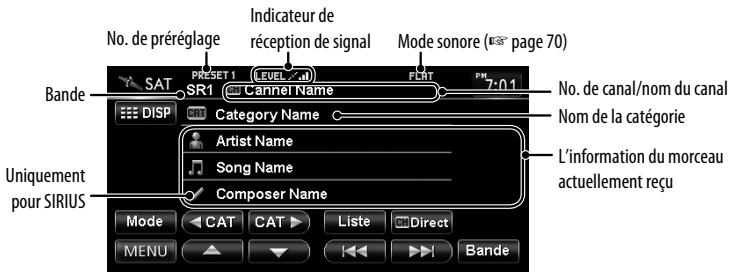 Indicateur de
réception de signal
No. de préréglage
Mode sonore (☞ page 70)
SAT
PRESET 1
LEVEL
FLAT
PM 7:01
Bande
SR1
CH Cannel Name
No. de canal/nom du canal
DISP
CAT Category Name
Nom de la catégorie
Artist Name
Song Name
L'information du morceau
actuellement reçu
Uniquement
pour SIRIUS
Composer Name
Mode
CAT
CAT
Liste
CH Direct
MENU
Bande